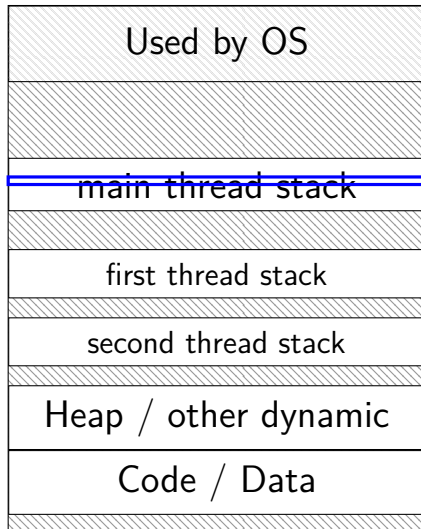 Used by OS
main thread stack
first thread stack
second thread stack
Heap / other dynamic
Code / Data